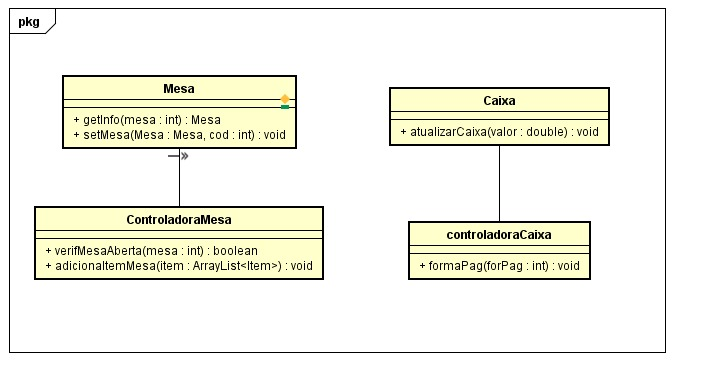 pkg
Mesa
+ getInfo(mesa : int) : Mesa
+ setMesa(Mesa : Mesa, cod : int) : void
Caixa
+ atualizarCaixa(valor : double) : void
ControladoraMesa
+ verifMesaAberta(mesa : int) : boolean
+ adicionaItemMesa(item : ArrayList<Item>) : void
controladoraCaixa
+ formaPag(forPag : int) : void